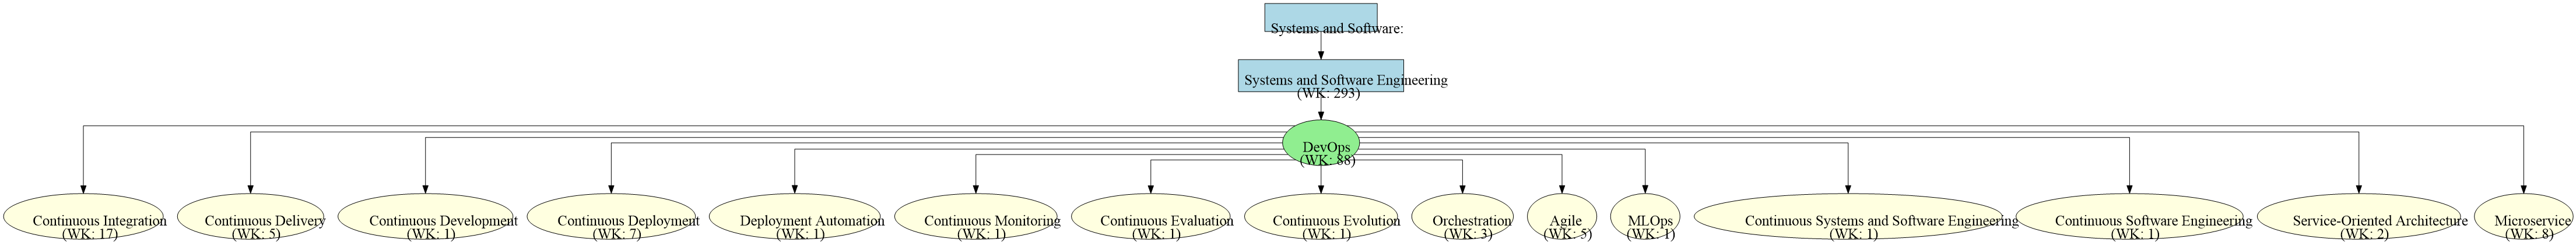 Systems and Software:
Systems and Software Engineering
(WK: 293)
DevOps
(WK: 88)
Continuous Integration
(WK: 17)
Continuous Delivery
(WK: 5)
Continuous Development
(WK: 1)
Continuous Deployment
(WK: 7)
Deployment Automation
(WK: 1)
Continuous Monitoring
(WK: 1)
Continuous Evaluation
(WK: 1)
Continuous Evolution
(WK: 1)
Orchestration
(WK: 3)
Agile
(WK: 5)
MLOps
(WK: 1)
Continuous Systems and Software Engineering
(WK: 1)
Continuous Software Engineering
(WK: 1)
Service-Oriented Architecture
(WK: 2)
Microservice
(WK: 8)